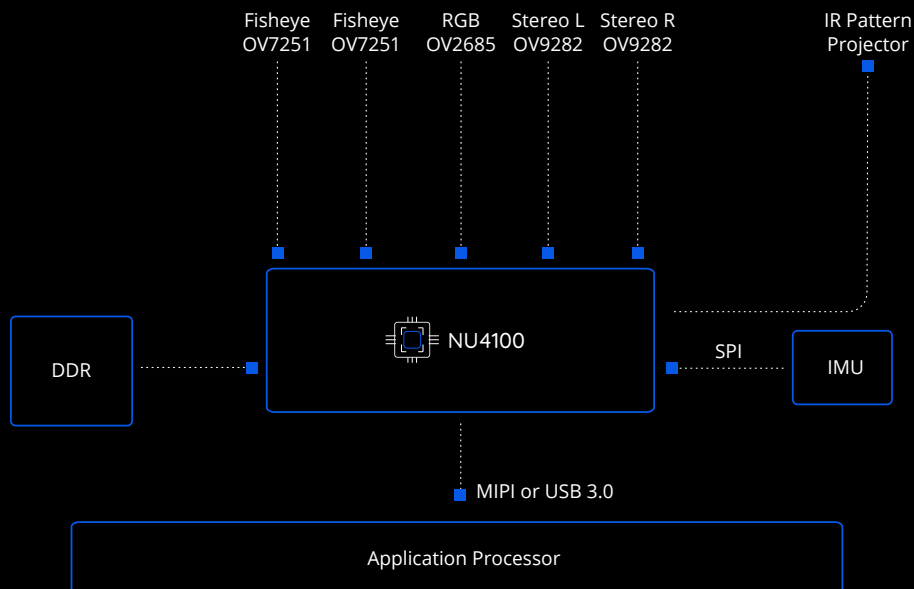 Fisheye
OV7251
Fisheye
OV7251
RGB
OV2685
Stereo L
OV9282
Stereo R
OV9282
IR Pattern
Projector
NU4100
DDR
SPI
IMU
MIPI or USB 3.0
Application Processor